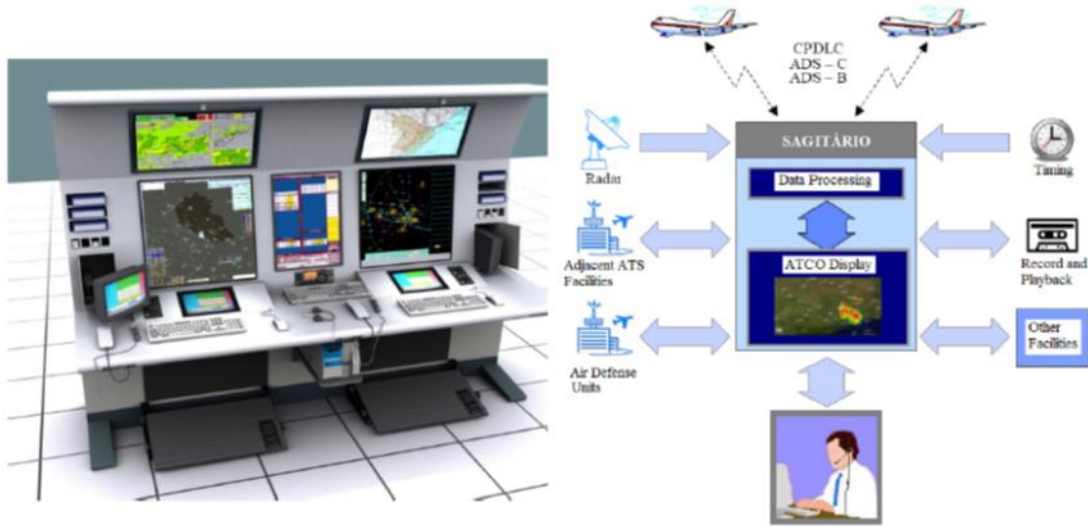 CPDLC
ADS – C
ADS – B
SAGITÁRIO
Radar
Data Processing
Timing
Adjacent ATS
Facilities
ATCO Display
Record and
Playback
Air Defense
Units
Other
Facilities